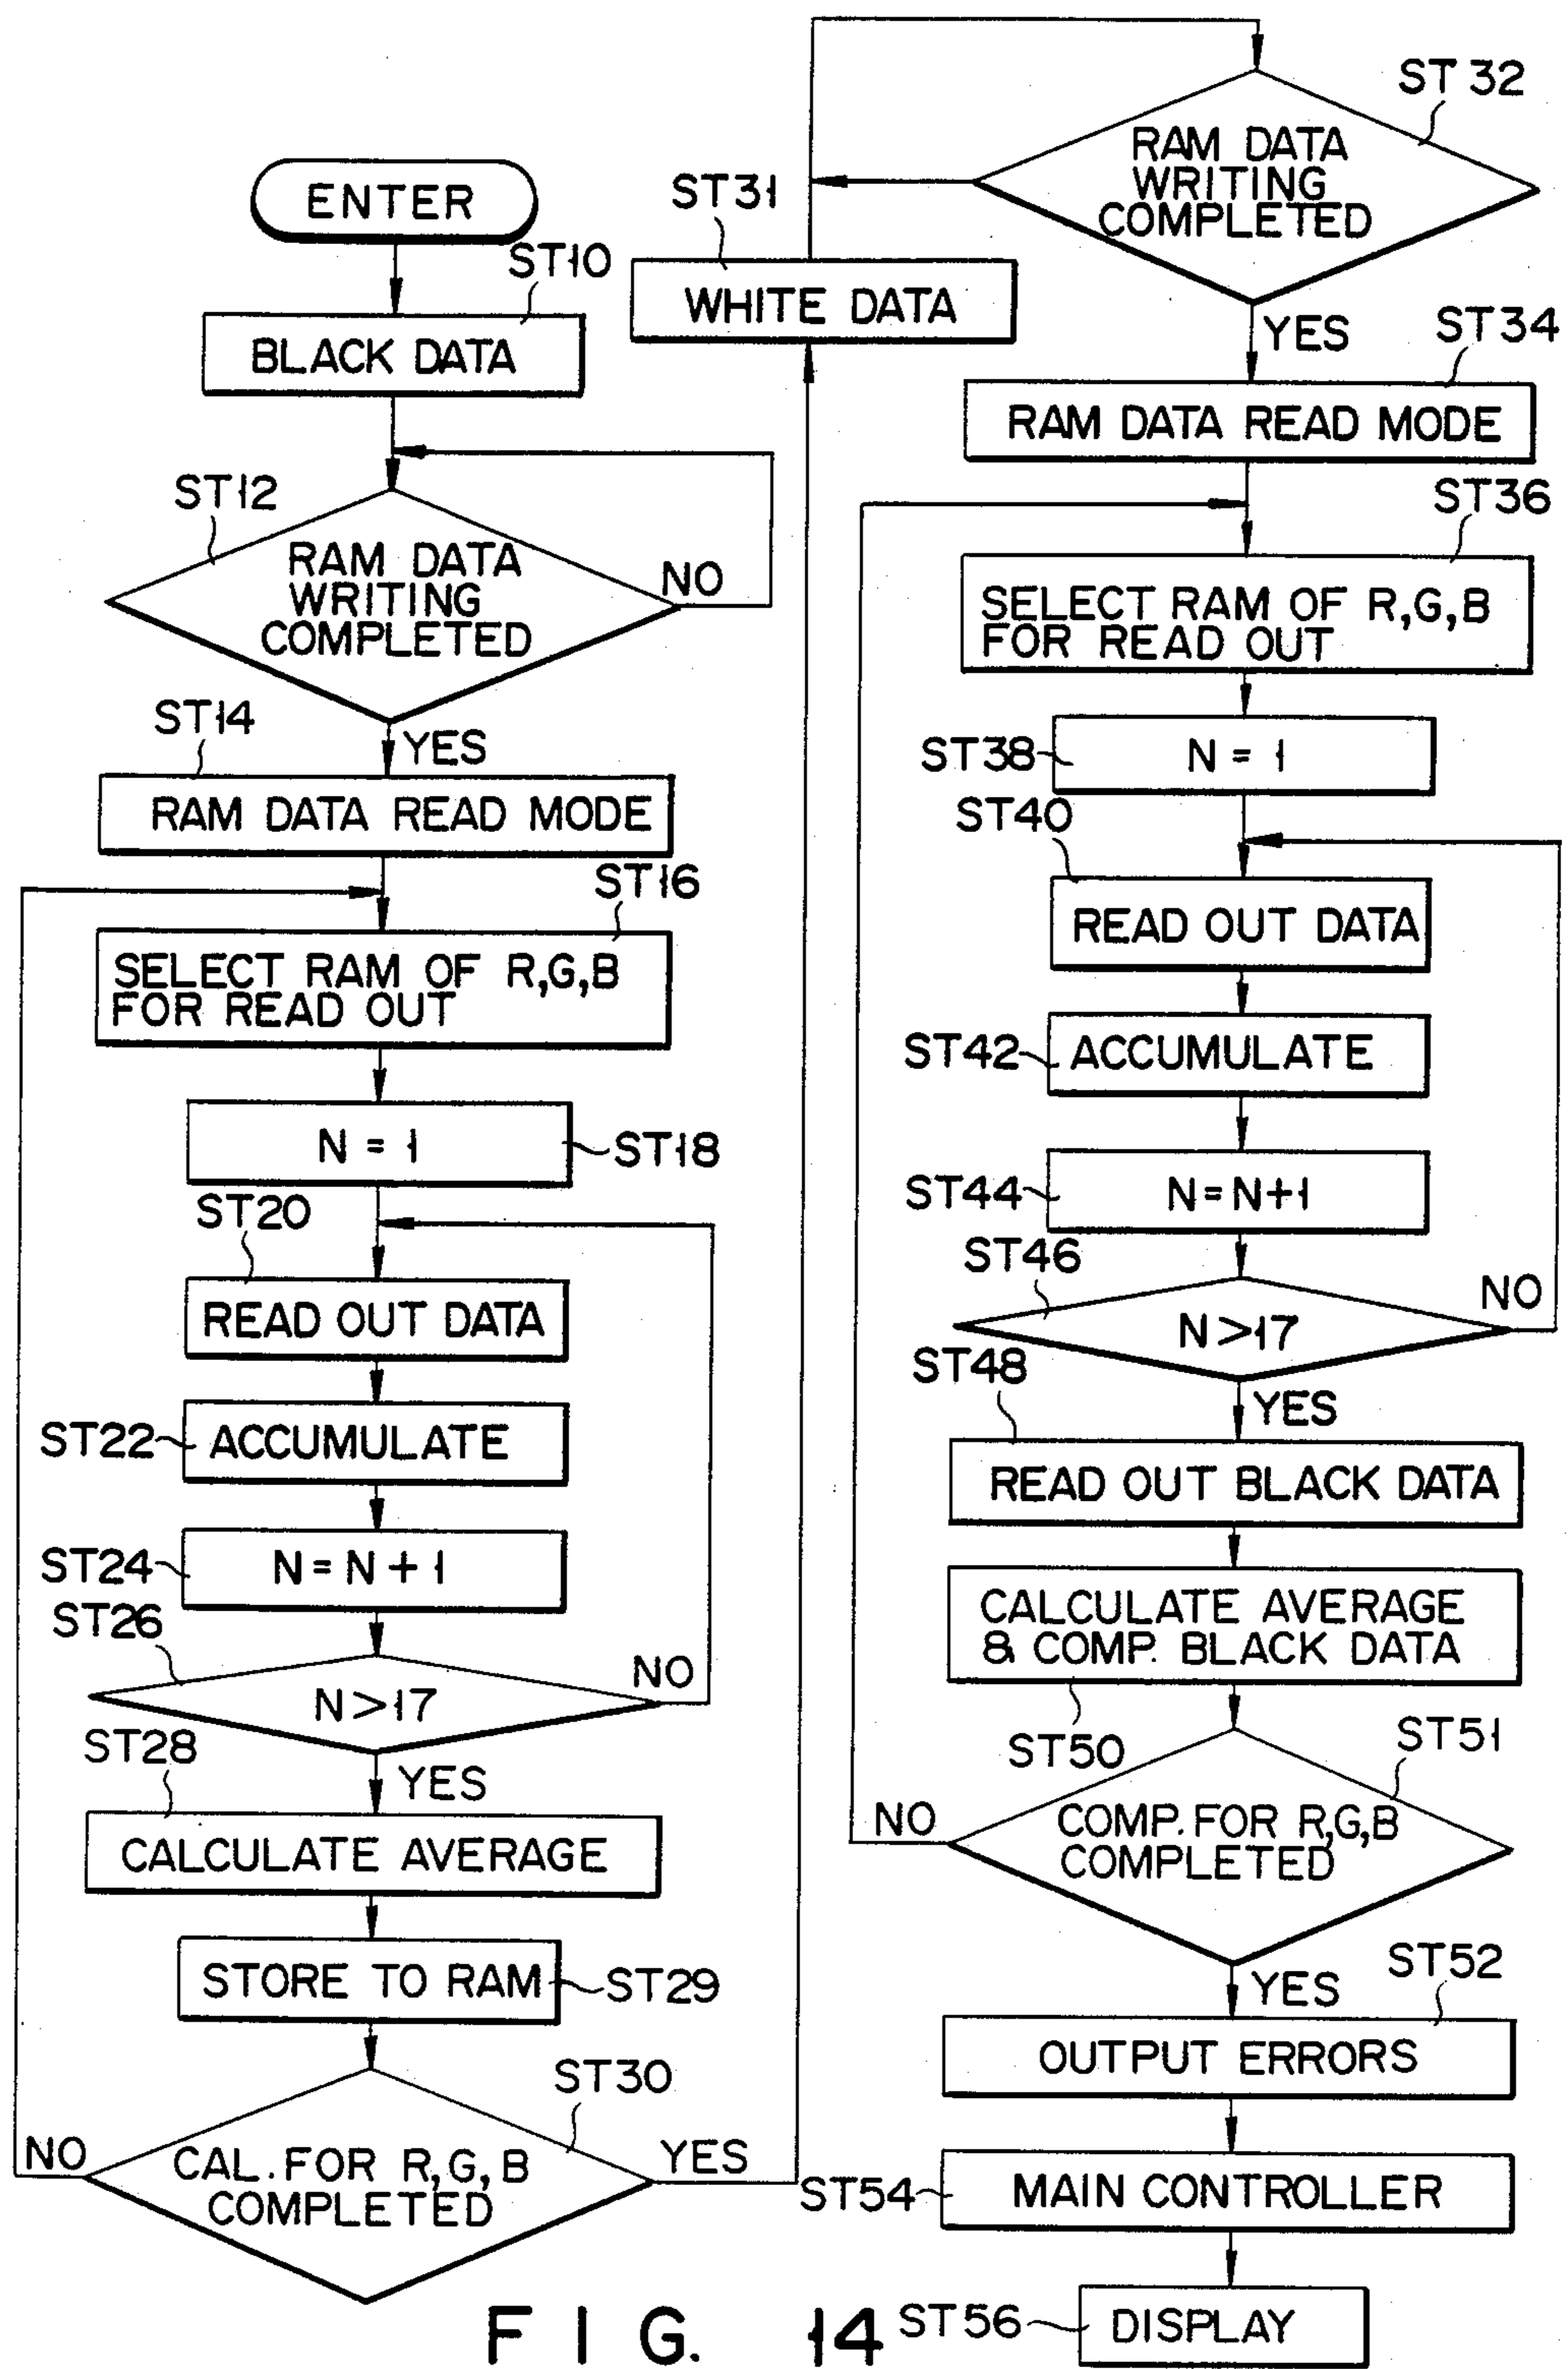 ENTER
ST10
BLACK DATA
ST12
RAM DATA
WRITING
COMPLETED
NO
YES
ST14
RAM DATA READ MODE
ST16
SELECT RAM OF R,G,B
FOR READ OUT
N = 1
ST18
ST20
READ OUT DATA
ST22
ACCUMULATE
ST24
N = N + 1
ST26
N > 17
NO
YES
ST28
CALCULATE AVERAGE
STORE TO RAM
ST29
ST30
CAL. FOR R, G, B
COMPLETED
NO
YES
ST31
WHITE DATA
ST32
RAM DATA
WRITING
COMPLETED
YES
ST34
RAM DATA READ MODE
ST36
SELECT RAM OF R,G,B
FOR READ OUT
ST38
N = 1
ST40
READ OUT DATA
ST42
ACCUMULATE
ST44
N = N+1
ST46
N > 17
NO
YES
ST48
READ OUT BLACK DATA
CALCULATE AVERAGE
& COMP. BLACK DATA
ST50
ST51
COMP. FOR R,G,B
COMPLETED
NO
YES
ST52
OUTPUT ERRORS
ST54
MAIN CONTROLLER
ST56
DISPLAY
FIG. 14